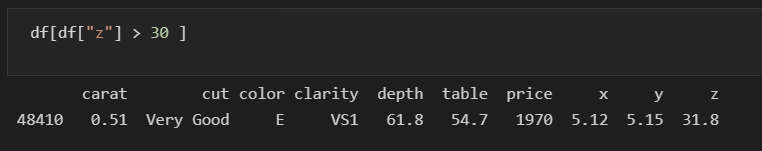 df[df["z"] > 30 ]
carat cut color clarity depth table price x y z
48410 0.51 Very Good E VS1 61.8 54.7 1970 5.12 5.15 31.8